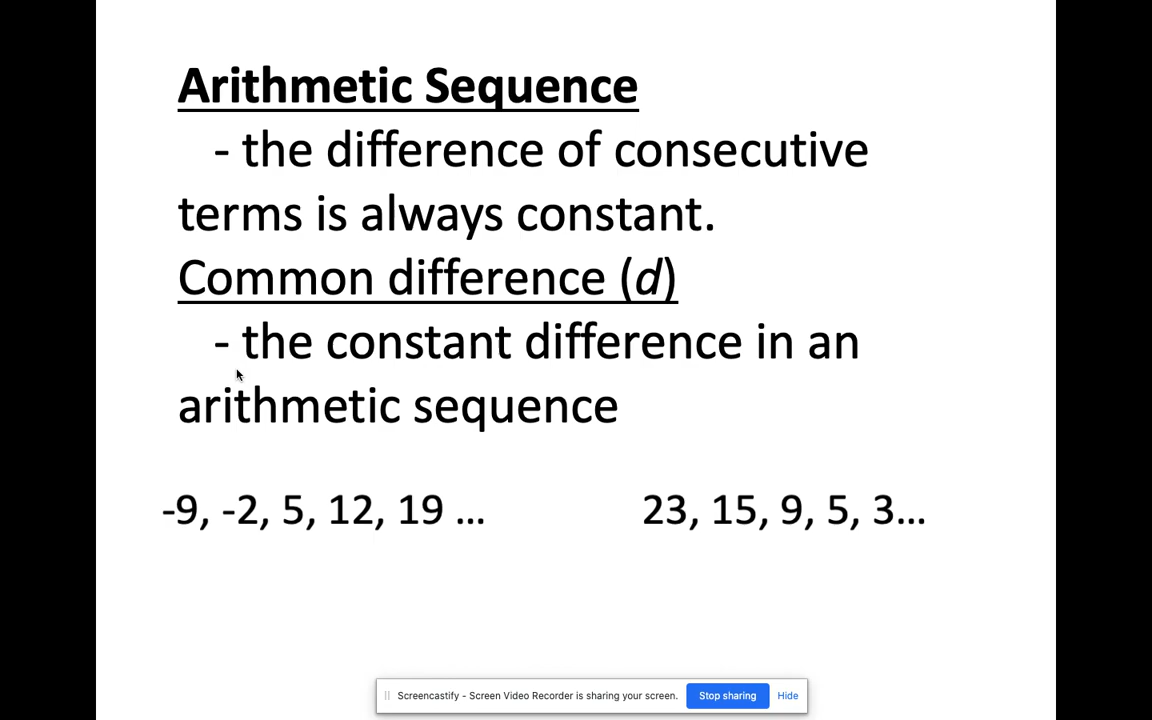 Arithmetic Sequence
- the difference of consecutive
terms is always constant.
Common difference (d)
- the constant difference in an
arithmetic sequence
-9, -2, 5, 12, 19 ...
23, 15, 9, 5, 3...
Screencastify - Screen Video Recorder is sharing your screen.
Stop sharing
Hide